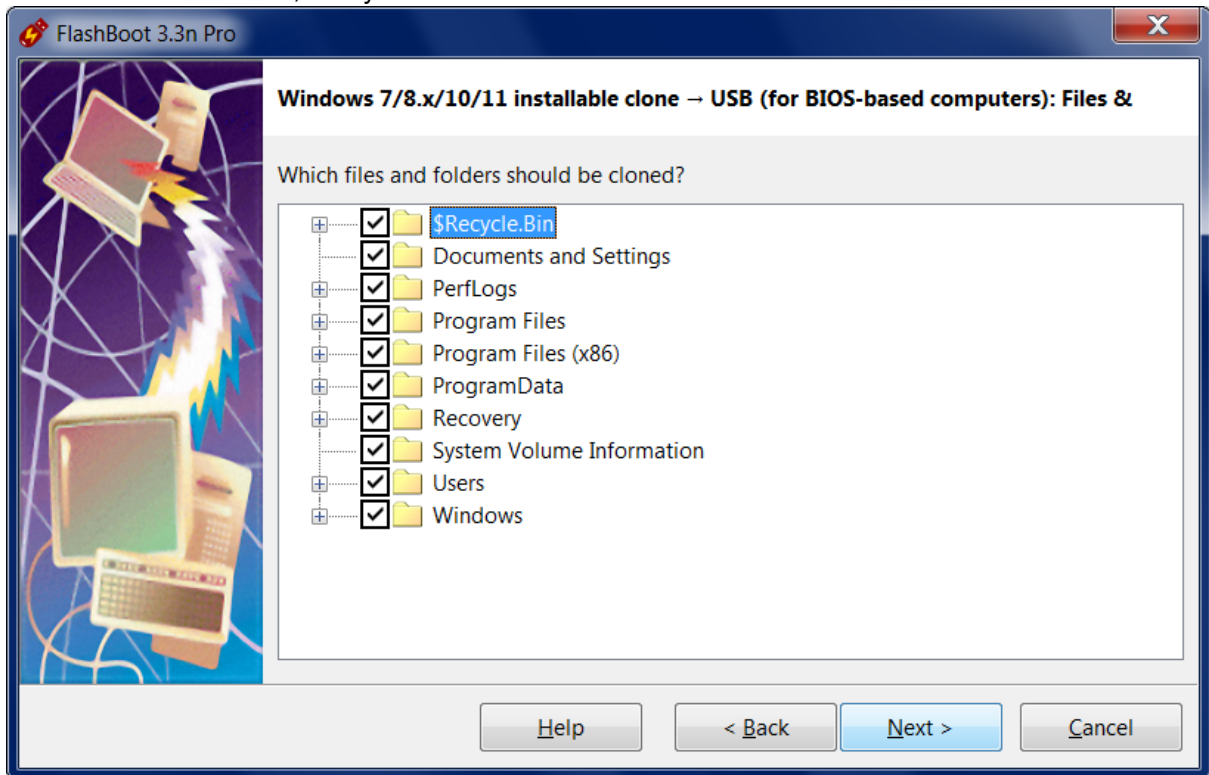 FlashBoot 3.3n Pro
Windows 7/8.x/10/11 installable clone → USB (for BIOS-based computers): Files &
Which files and folders should be cloned?
$Recycle.Bin
Documents and Settings
PerfLogs
Program Files
Program Files (x86)
ProgramData
Recovery
System Volume Information
Users
Windows
Help
< Back
Next >
Cancel